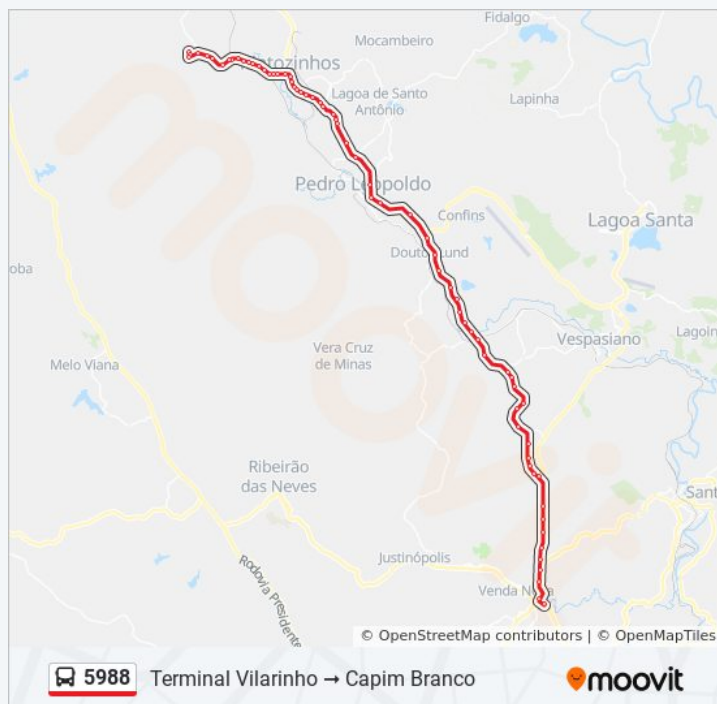 Fidalgo
Mocambeiro
tozinhos
Lagoa de Santo
Antônio
Lapinha
Pedro Leopoldo
Confins
Lagoa Santa
Douto Lund
oba
Vera Cruz
de Minas
Vespasiano
Lagoin
Melo Viana
Ribeirão
das Neves
Sant
Justinópolis
Rodovia Presidente
Venda Nova
moovit
© OpenStreetMap contributors | © OpenMapTiles
5988 Terminal Vilarinho → Capim Branco
moovit